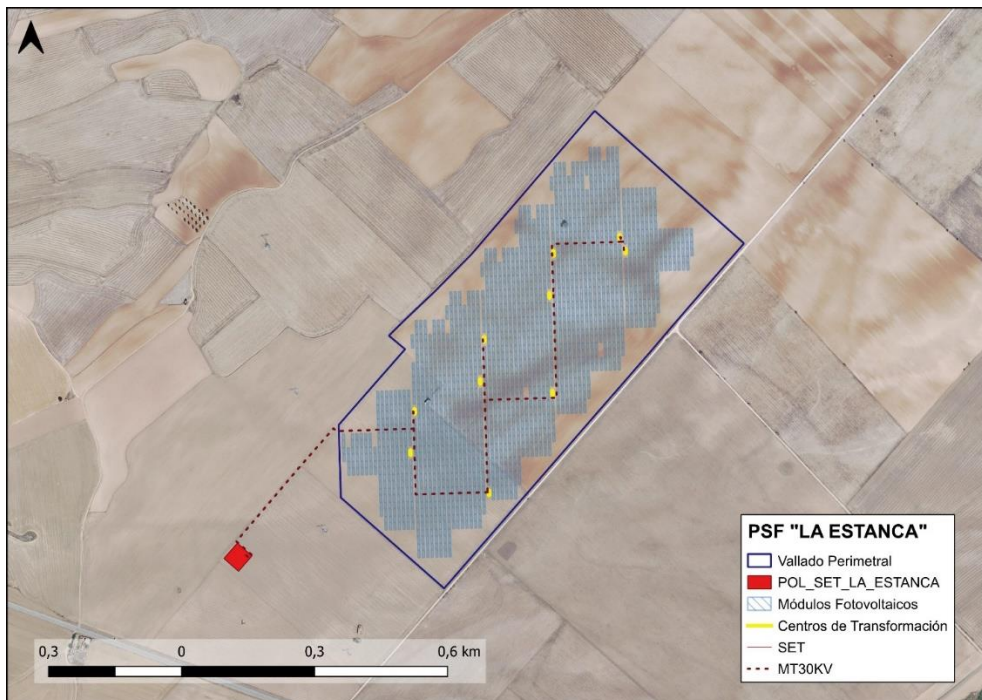 PSF "LA ESTANCA"
Vallado Perimetral
POL_SET_LA_ESTANCA
Módulos Fotovoltaicos
Centros de Transformación
SET
MT30KV
0,3 0 0,3 0,6 km